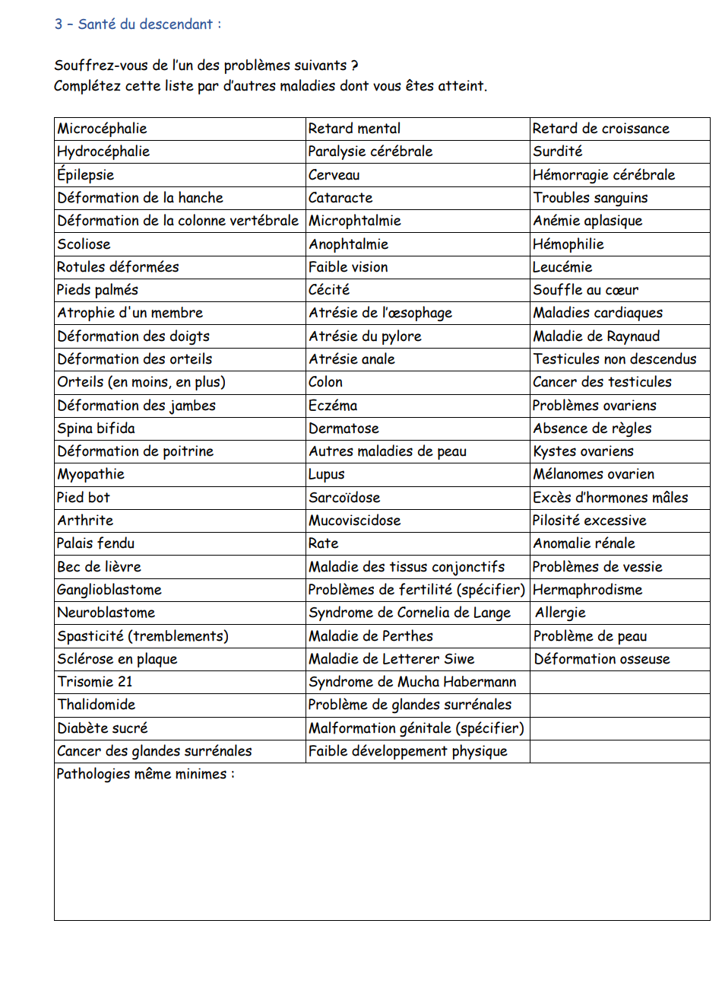 3 – Santé du descendant :
Souffrez-vous de l’un des problèmes suivants ?
Complétez cette liste par d’autres maladies dont vous êtes atteint.
Microcéphalie Retard mental Retard de croissance
Hydrocéphalie Paralysie cérébrale Surdité
Épilepsie Cerveau Hémorragie cérébrale
Déformation de la hanche Cataracte Troubles sanguins
Déformation de la colonne vertébrale Microphtalmie Anémie aplasique
Scoliose Anophtalmie Hémophilie
Rotules déformées Faible vision Leucémie
Pieds palmés Cécité Souffle au cœur
Atrophie d'un membre Atrésie de l’œsophage Maladies cardiaques
Déformation des doigts Atrésie du pylore Maladie de Raynaud
Déformation des orteils Atrésie anale Testicules non descendus
Orteils (en moins, en plus) Colon Cancer des testicules
Déformation des jambes Eczéma Problèmes ovariens
Spina bifida Dermatose Absence de règles
Déformation de poitrine Autres maladies de peau Kystes ovariens
Myopathie Lupus Mélanomes ovarien
Pied bot Sarcoïdose Excès d’hormones mâles
Arthrite Mucoviscidose Pilosité excessive
Palais fendu Rate Anomalie rénale
Bec de lièvre Maladie des tissus conjonctifs Problèmes de vessie
Ganglioblastome Problèmes de fertilité (spécifier) Hermaphrodisme
Neuroblastome Syndrome de Cornelia de Lange Allergie
Spasticité (tremblements) Maladie de Perthes Problème de peau
Sclérose en plaque Maladie de Letterer Siwe Déformation osseuse
Trisomie 21 Syndrome de Mucha Habermann
Thalidomide Problème de glandes surrénales
Diabète sucré Malformation génitale (spécifier)
Cancer des glandes surrénales Faible développement physique
Pathologies même minimes :